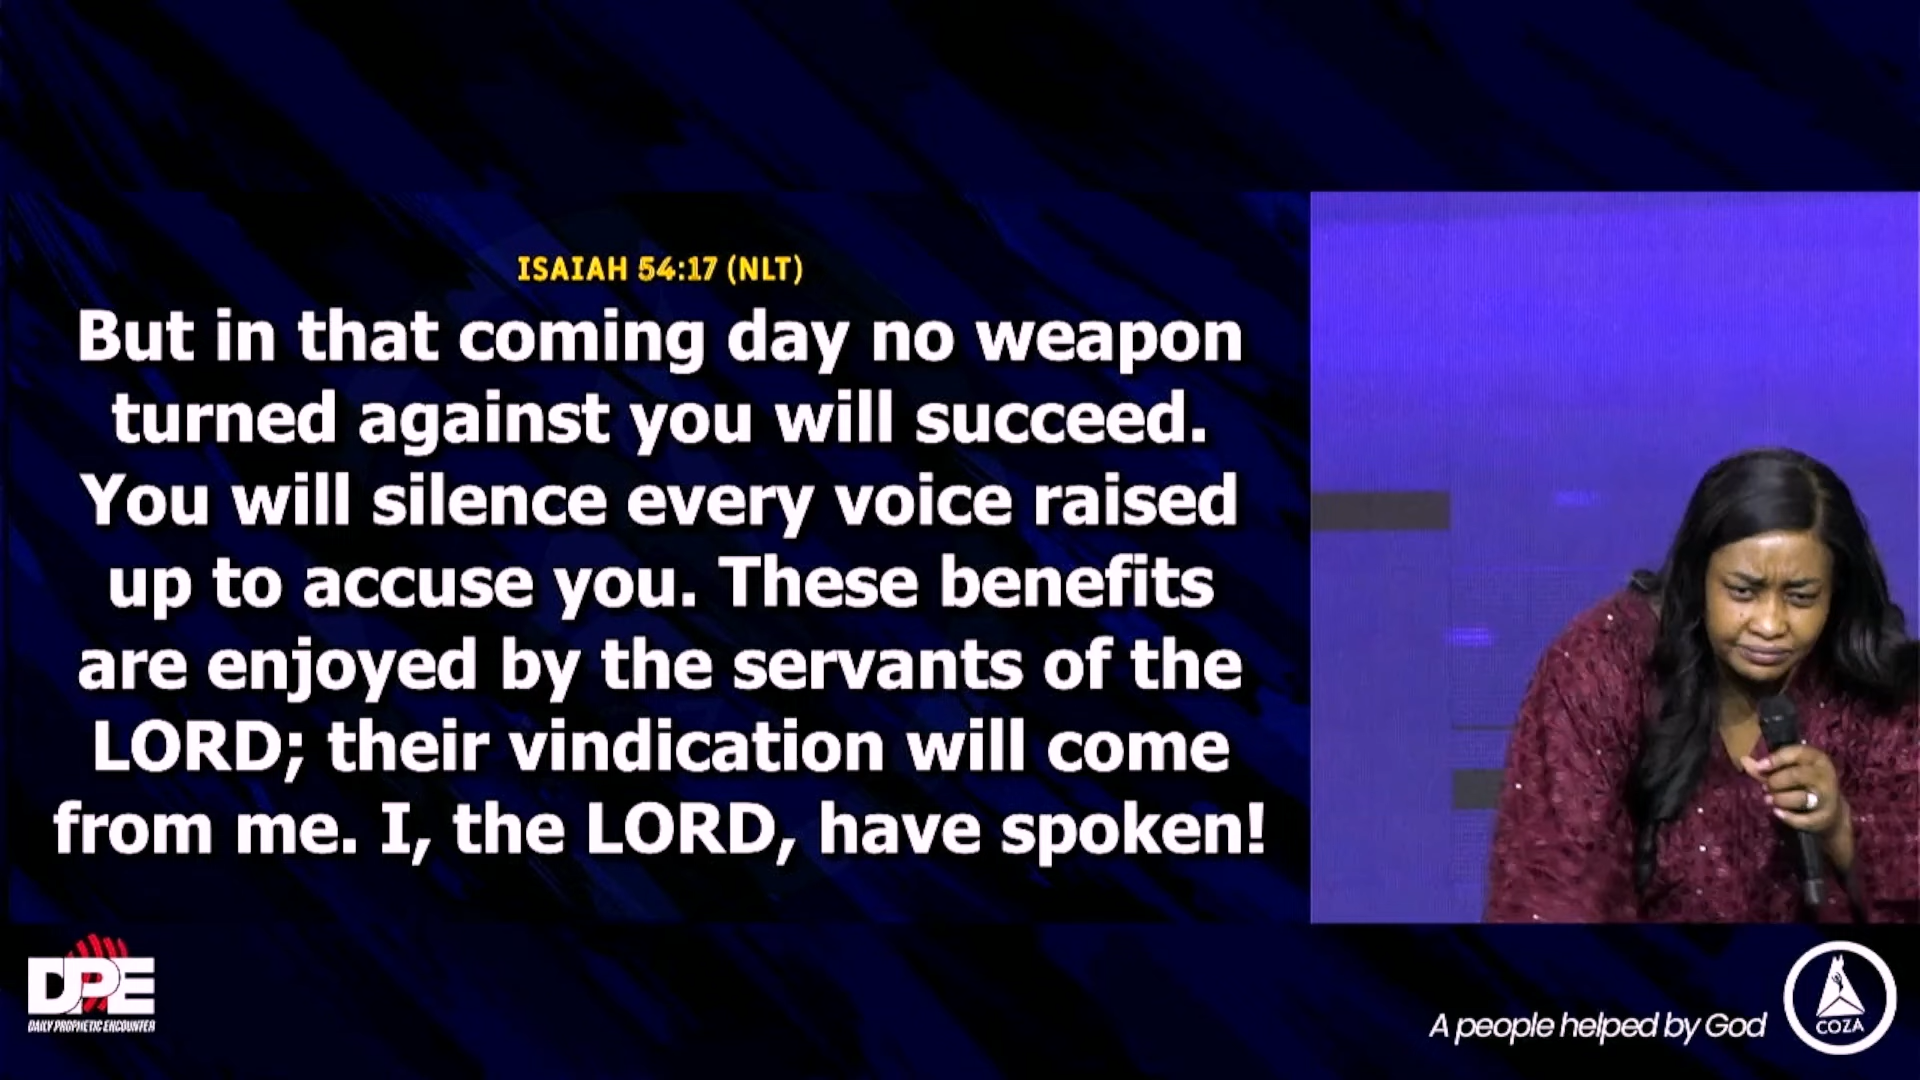 ISAIAH 54:17 (NLT)
But in that coming day no weapon
turned against you will succeed.
You will silence every voice raised
up to accuse you. These benefits
are enjoyed by the servants of the
LORD; their vindication will come
from me. I, the LORD, have spoken!
DPE
DAILY PROPHETIC ENCOUNTER
A people helped by God
COZA